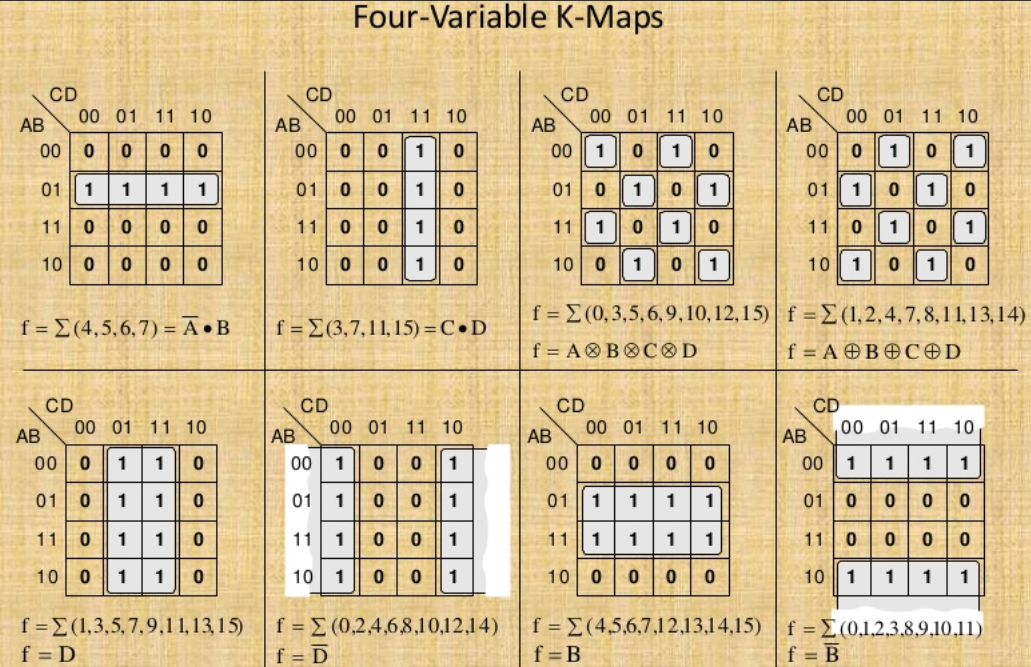 Four-Variable K-Maps
CD
AB
00 01 11 10
00 0 0 0 0
01 1 1 1 1
11 0 0 0 0
10 0 0 0 0
f = ∑(4,5,6,7) = A̅ • B
CD
AB
00 01 11 10
00 0 0 1 0
01 0 0 1 0
11 0 0 1 0
10 0 0 1 0
f = ∑(3,7,11,15) = C • D
CD
AB
00 01 11 10
00 1 0 1 0
01 0 1 0 1
11 1 0 1 0
10 0 1 0 1
f = ∑(0,3,5,6,9,10,12,15)
f = A⊗B⊗C⊗D
CD
AB
00 01 11 10
00 0 1 0 1
01 1 0 1 0
11 0 1 0 1
10 1 0 1 0
f = ∑(1,2,4,7,8,11,13,14)
f = A⊕B⊕C⊕D
CD
AB
00 01 11 10
00 0 1 1 0
01 0 1 1 0
11 0 1 1 0
10 0 1 1 0
f = ∑(1,3,5,7,9,11,13,15)
f = D
CD
AB
00 01 11 10
00 1 0 0 1
01 1 0 0 1
11 1 0 0 1
10 1 0 0 1
f = ∑(0,2,4,6,8,10,12,14)
f = D̅
CD
AB
00 01 11 10
00 0 0 0 0
01 1 1 1 1
11 1 1 1 1
10 0 0 0 0
f = ∑(4,5,6,7,12,13,14,15)
f = B
CD
AB
00 01 11 10
00 1 1 1 1
01 0 0 0 0
11 0 0 0 0
10 1 1 1 1
f = ∑(0,1,2,3,8,9,10,11)
f = B̅